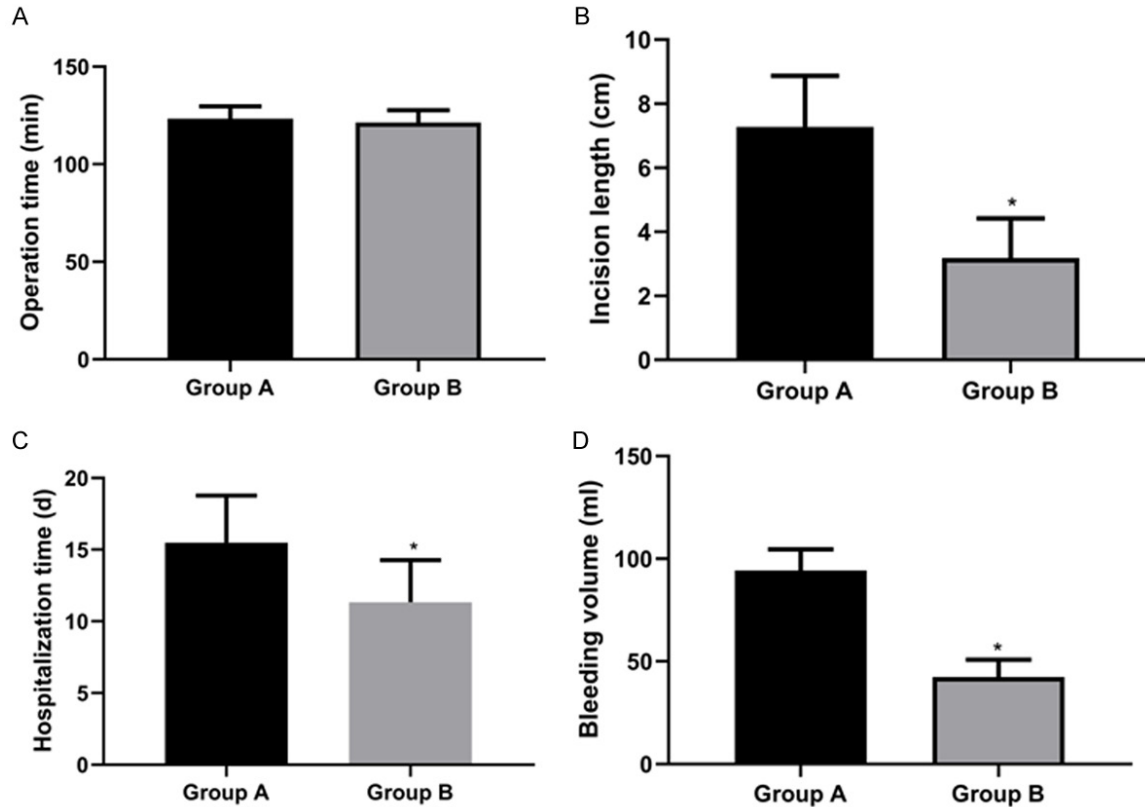 A
Operation time (min)
150
100
50
0
Group A
Group B
B
Incision length (cm)
10
8
6
4
2
0
*
Group A
Group B
C
Hospitalization time (d)
20
15
10
5
0
*
Group A
Group B
D
Bleeding volume (ml)
150
100
50
0
*
Group A
Group B